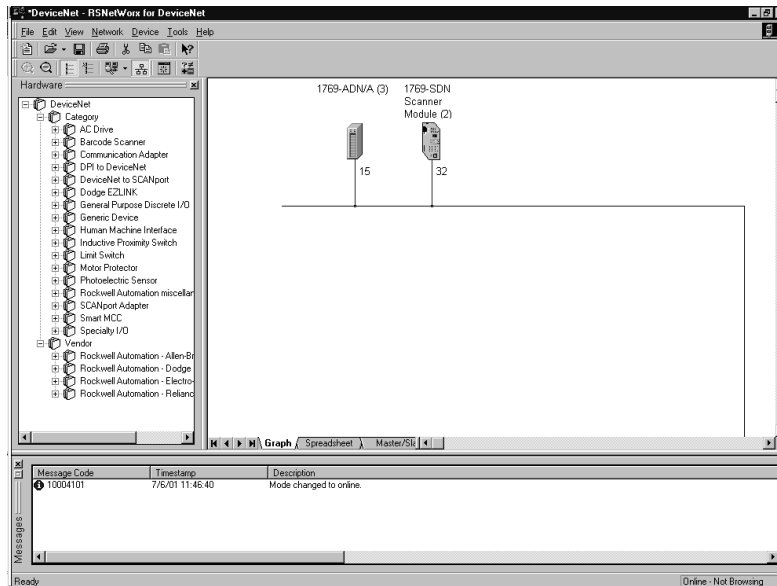 *DeviceNet - RSNetWorx for DeviceNet
File Edit View Network Device Tools Help
Hardware
DeviceNet
Category
AC Drive
Barcode Scanner
Communication Adapter
DPI to DeviceNet
DeviceNet to SCANport
Dodge EZLINK
General Purpose Discrete I/O
Generic Device
Human Machine Interface
Inductive Proximity Switch
Limit Switch
Motor Protector
Photoelectric Sensor
Rockwell Automation miscellar
SCANport Adapter
Smart MCC
Specialty I/O
Vendor
Rockwell Automation - Allen-Br
Rockwell Automation - Dodge
Rockwell Automation - Electro-
Rockwell Automation - Relianc
1769-ADN/A (3)
1769-SDN
Scanner
Module (2)
15
32
Graph Spreadsheet Master/Sla
Messages
Message Code Timestamp Description
10004101 7/6/01 11:46:40 Mode changed to online.
Ready
Online - Not Browsing